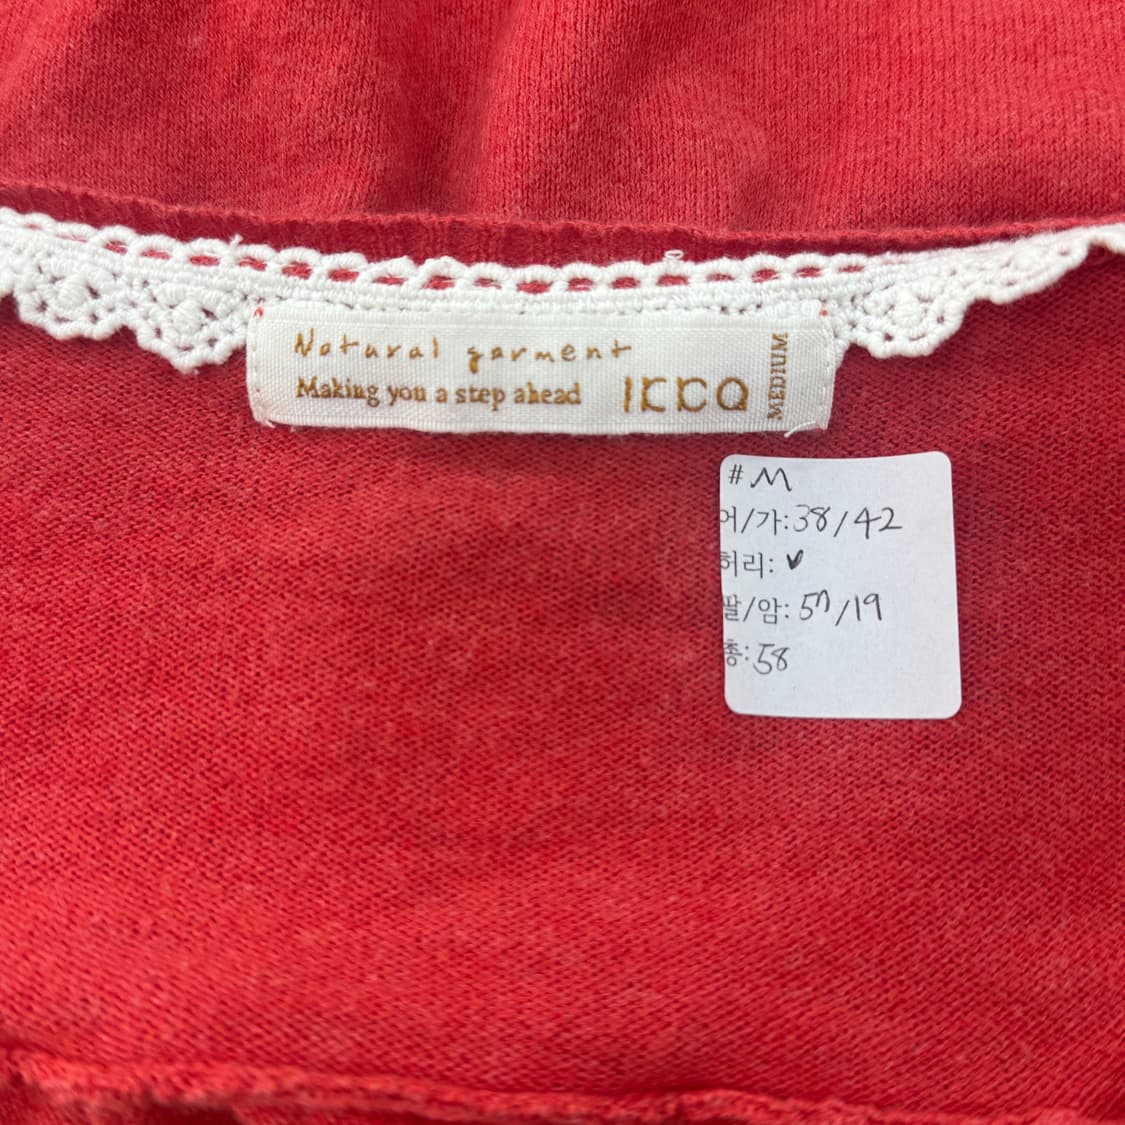 Natural garment
Making you a step ahead
IKKO
MEDIUM
#M
어/가: 38/42
허리: ✓
팔/암: 57/19
총: 58